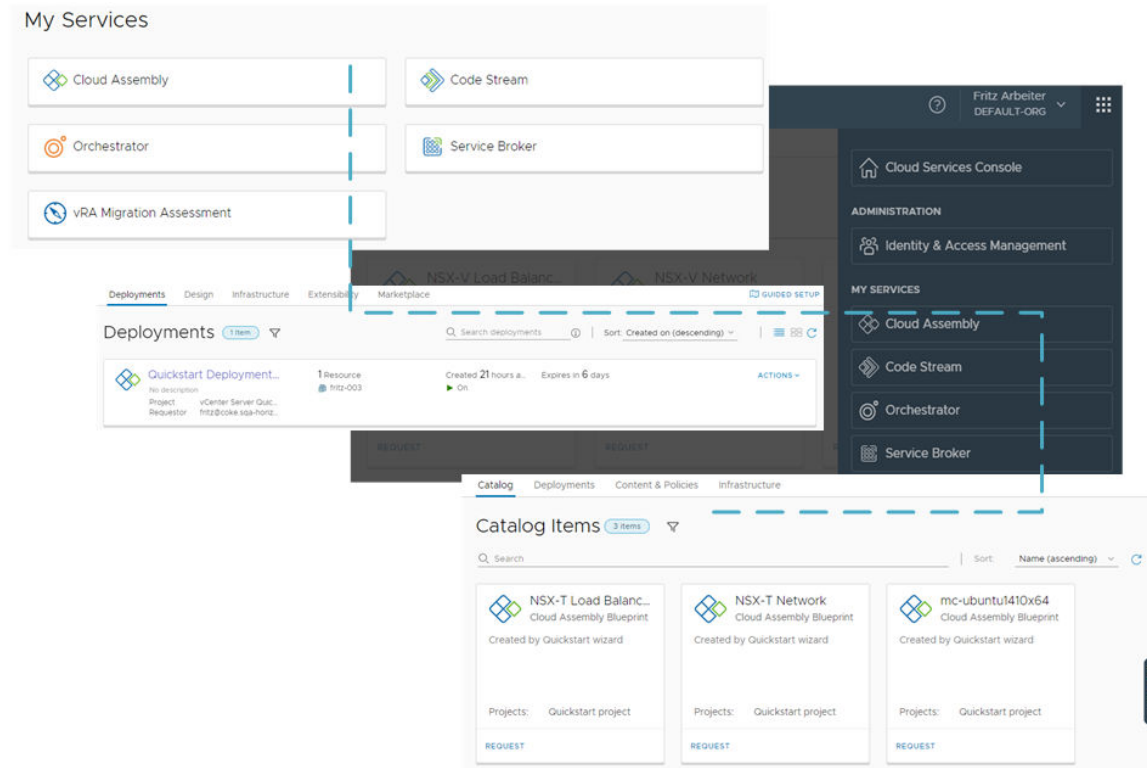 My Services
Cloud Assembly
Code Stream
Orchestrator
Service Broker
vRA Migration Assessment
Fritz Arbeiter
DEFAULT-ORG
Cloud Services Console
ADMINISTRATION
Identity & Access Management
MY SERVICES
Cloud Assembly
Code Stream
Orchestrator
Service Broker
NSX-V Load Balanc...
NSX-V Network
Deployments Design Infrastructure Extensibility Marketplace
GUIDED SETUP
Deployments 1 item
Search deployments
Sort: Created on (descending)
Quickstart Deployment...
No description
Project vCenter Server Quic...
Requestor fritz@coke.sqa-horiz...
1 Resource
fritz-003
Created 21 hours a...
On
Expires in 6 days
ACTIONS
REQUEST
REQUEST
Catalog Deployments Content & Policies Infrastructure
Catalog Items 3 items
Search
Sort: Name (ascending)
NSX-T Load Balanc...
Cloud Assembly Blueprint
Created by Quickstart wizard
Projects: Quickstart project
REQUEST
NSX-T Network
Cloud Assembly Blueprint
Created by Quickstart wizard
Projects: Quickstart project
REQUEST
mc-ubuntu1410x64
Cloud Assembly Blueprint
Created by Quickstart wizard
Projects: Quickstart project
REQUEST